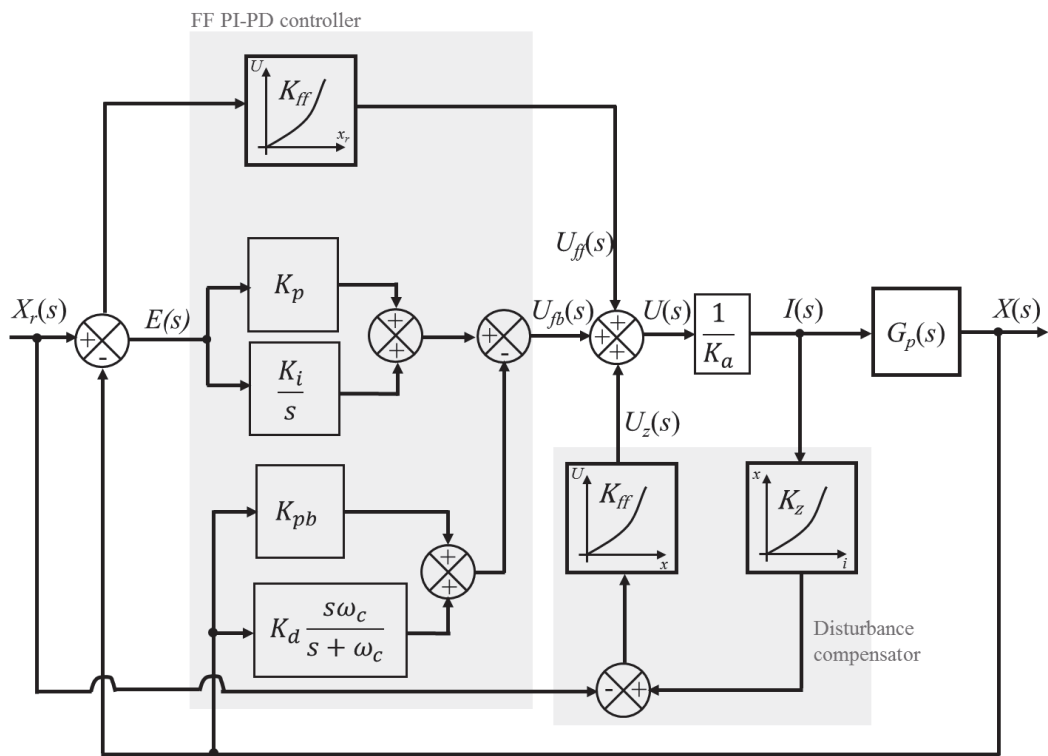 FF PI-PD controller
U
K_ff
x_r
U_ff(s)
K_p
X_r(s)
E(s)
+
-
+
+
+
-
U_fb(s)
+
+
+
U(s)
1
K_a
I(s)
G_p(s)
X(s)
K_i
s
U_z(s)
U
K_ff
x
x
K_z
i
K_pb
+
+
K_d sω_c
s + ω_c
Disturbance
compensator
- +